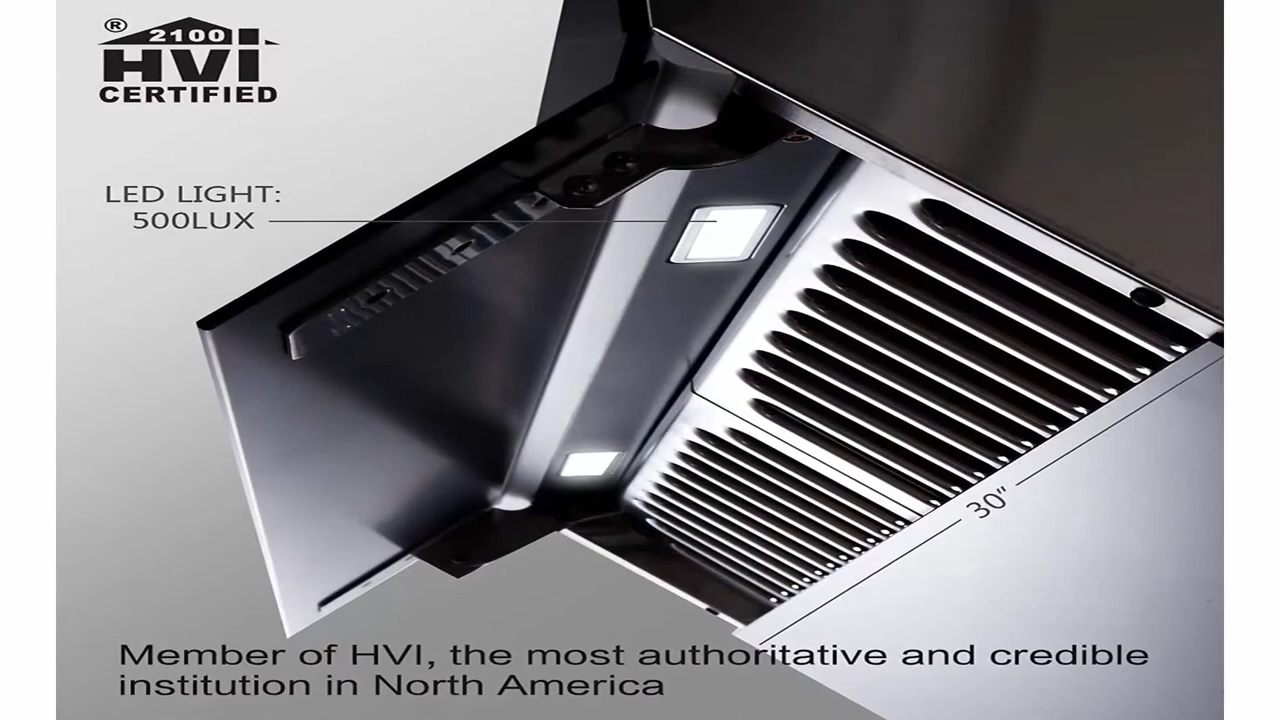 ®
2100
HVI
CERTIFIED
LED LIGHT:
500LUX
30"
Member of HVI, the most authoritative and credible
institution in North America